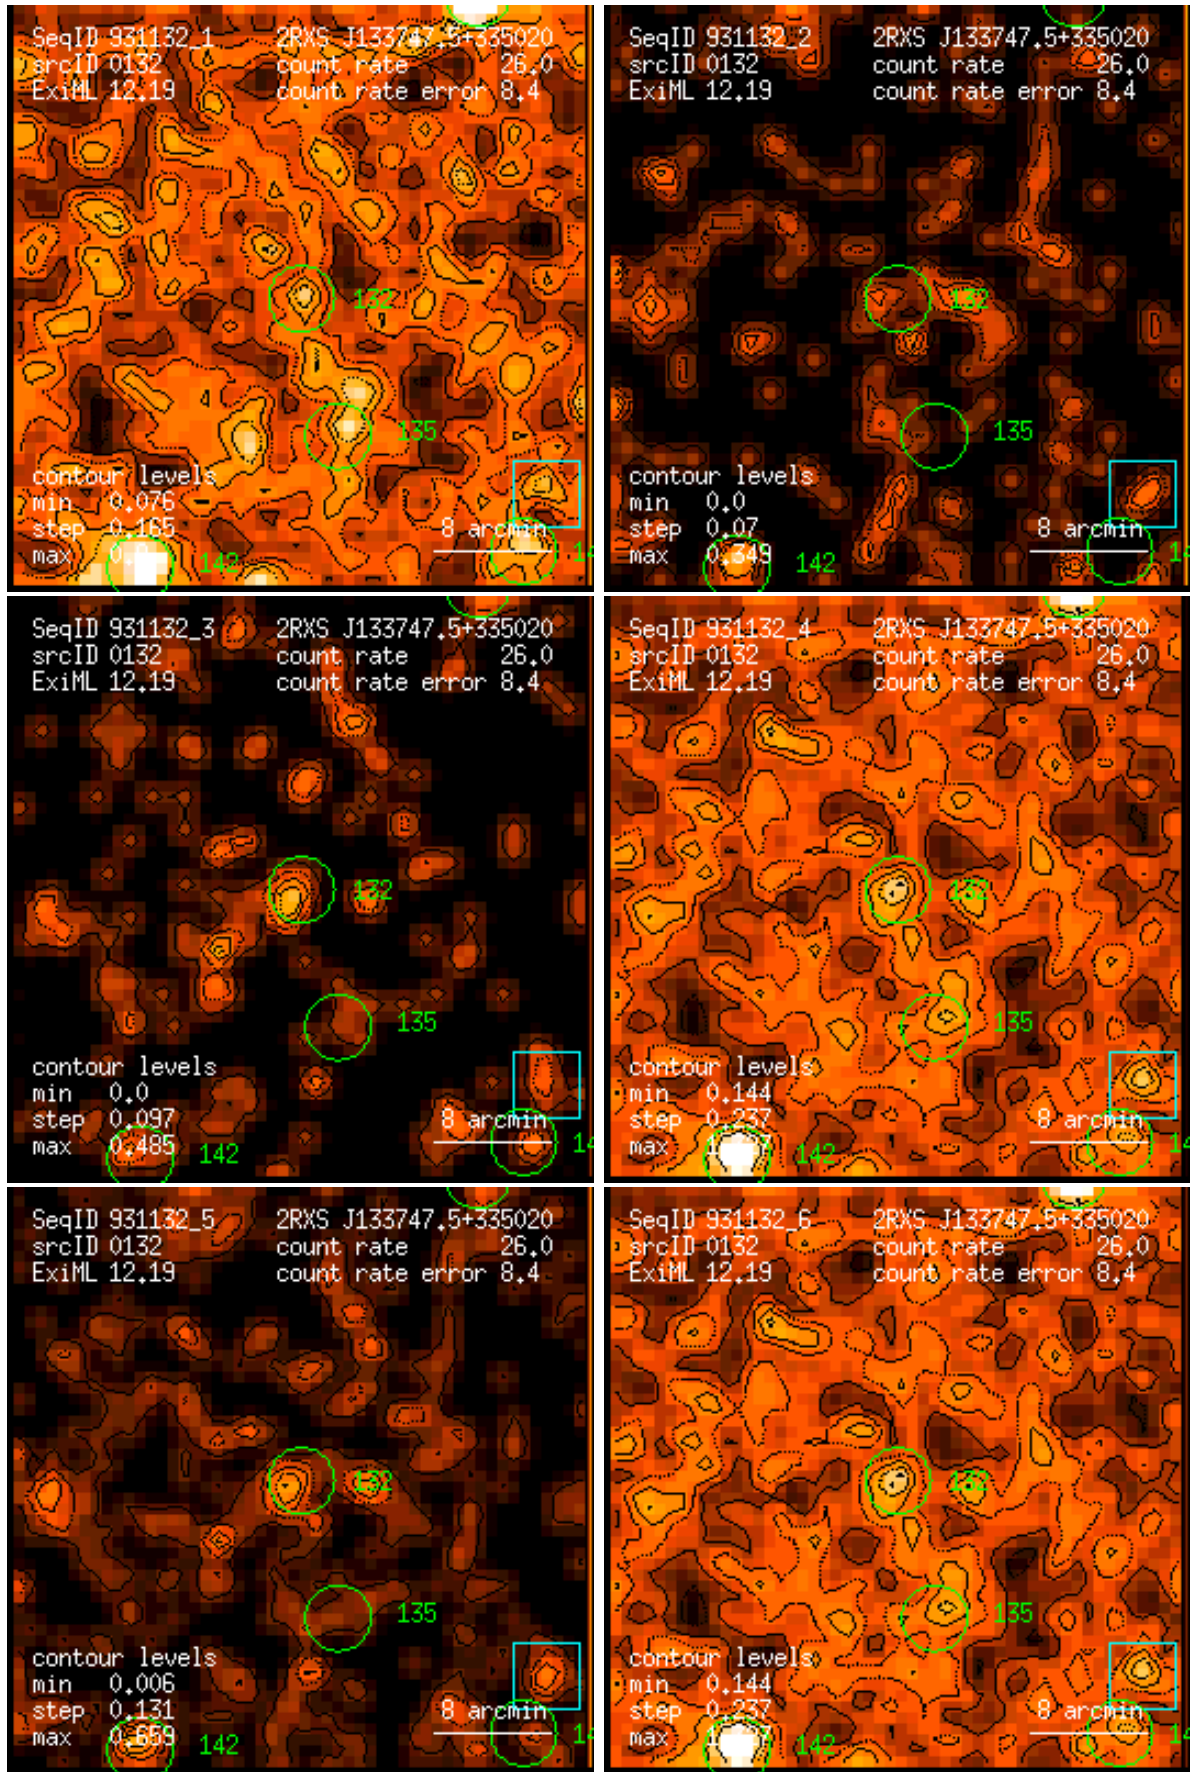 SeqID 931132_1 2RXS J133747.5+335020
srcID 0132 count rate 26.0
ExiML 12.19 count rate error 8.4
132
135
contour levels
min 0.076
step 0.165
max
8 arcmin
142
SeqID 931132_2 2RXS J133747.5+335020
srcID 0132 count rate 26.0
ExiML 12.19 count rate error 8.4
132
135
contour levels
min 0.0
step 0.07
max 0.349
8 arcmin
142
SeqID 931132_3 2RXS J133747.5+335020
srcID 0132 count rate 26.0
ExiML 12.19 count rate error 8.4
132
135
contour levels
min 0.0
step 0.097
max 0.485
8 arcmin
142
SeqID 931132_4 2RXS J133747.5+335020
srcID 0132 count rate 26.0
ExiML 12.19 count rate error 8.4
132
135
contour levels
min 0.144
step 0.237
max
8 arcmin
142
SeqID 931132_5 2RXS J133747.5+335020
srcID 0132 count rate 26.0
ExiML 12.19 count rate error 8.4
132
135
contour levels
min 0.006
step 0.131
max 0.659
8 arcmin
142
SeqID 931132_6 2RXS J133747.5+335020
srcID 0132 count rate 26.0
ExiML 12.19 count rate error 8.4
132
135
contour levels
min 0.144
step 0.237
max
8 arcmin
142